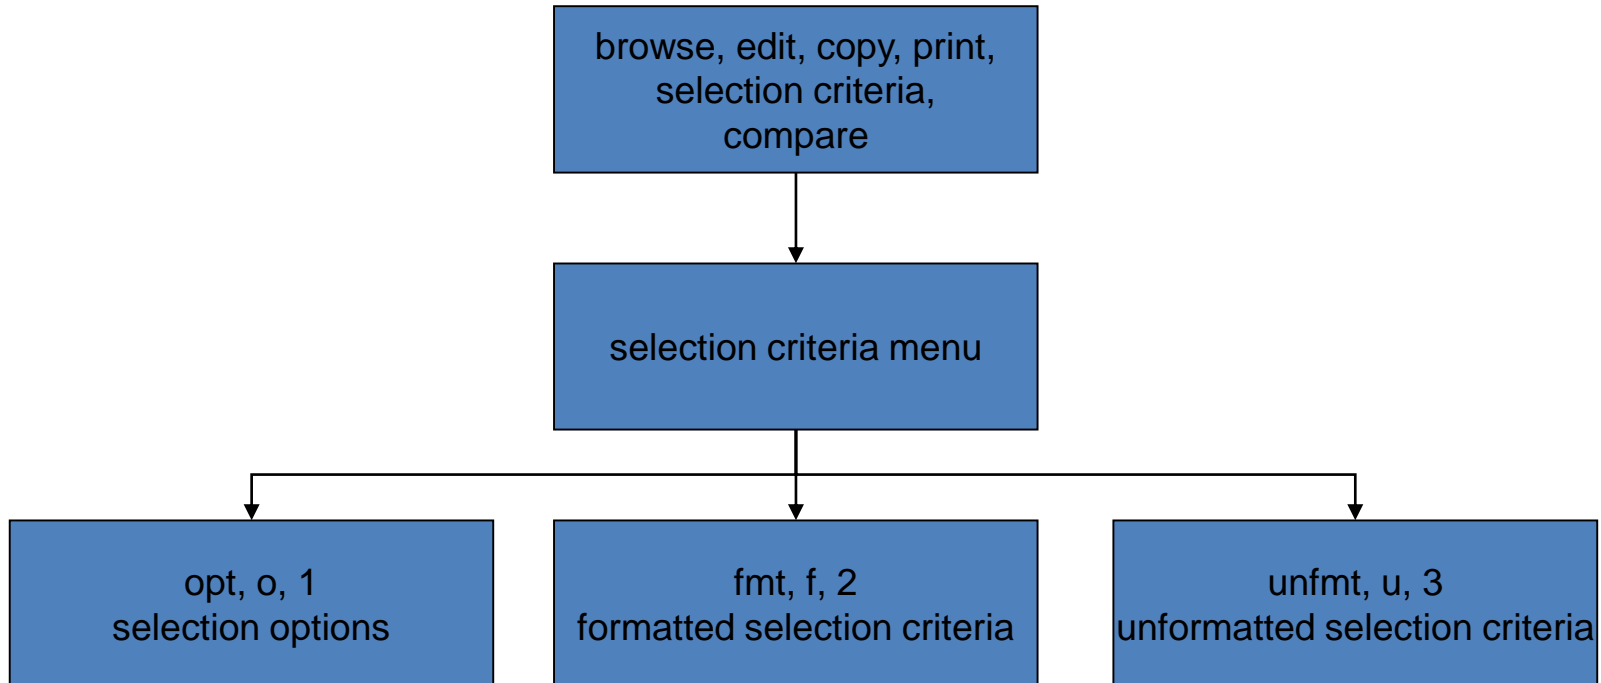 browse, edit, copy, print,
selection criteria,
compare
selection criteria menu
opt, o, 1
selection options
fmt, f, 2
formatted selection criteria
unfmt, u, 3
unformatted selection criteria